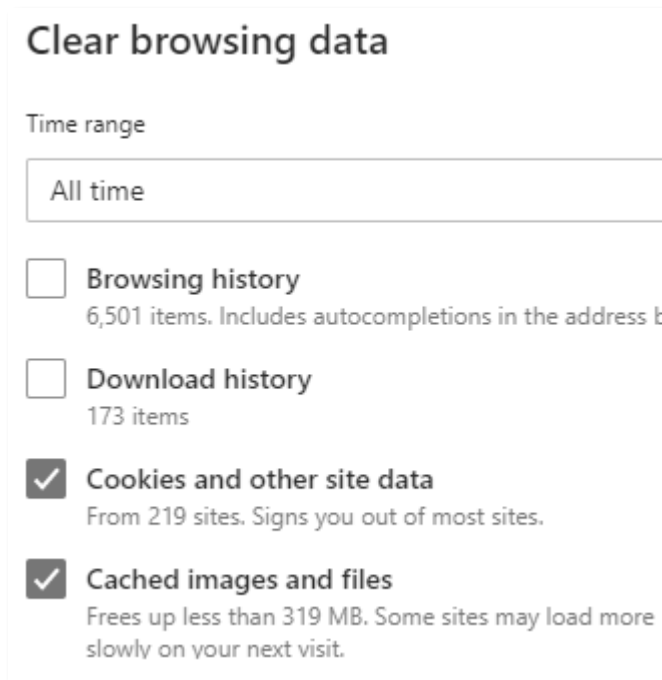 Clear browsing data
Time range
All time
Browsing history
6,501 items. Includes autocompletions in the address
Download history
173 items
Cookies and other site data
From 219 sites. Signs you out of most sites.
Cached images and files
Frees up less than 319 MB. Some sites may load more
slowly on your next visit.